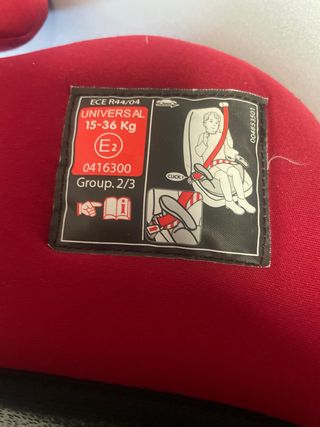 ECE R44/04
UNIVERSAL
15-36 Kg
E2
0416300
Group. 2/3
i
CLICK!